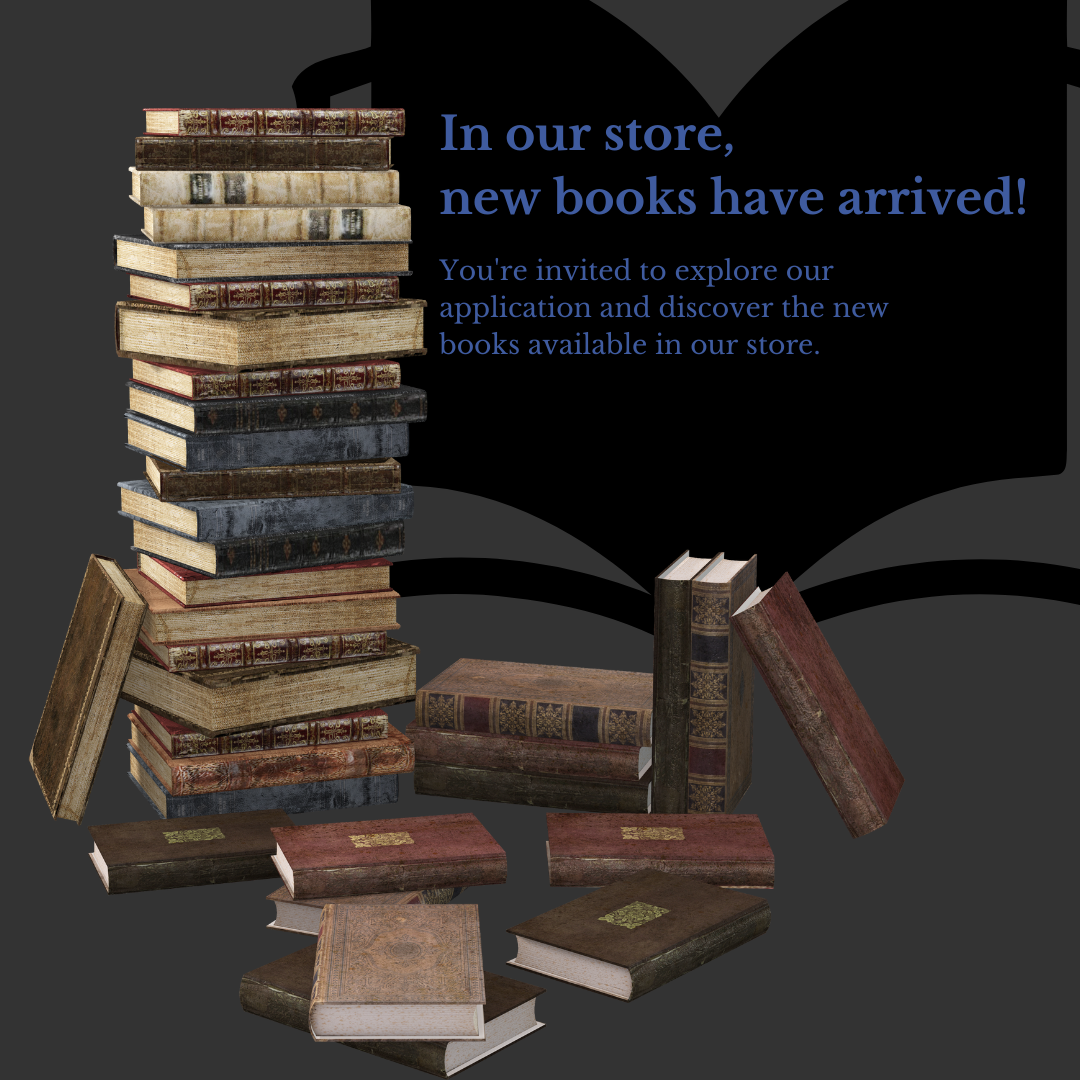 In our store,
new books have arrived!
You're invited to explore our
application and discover the new
books available in our store.